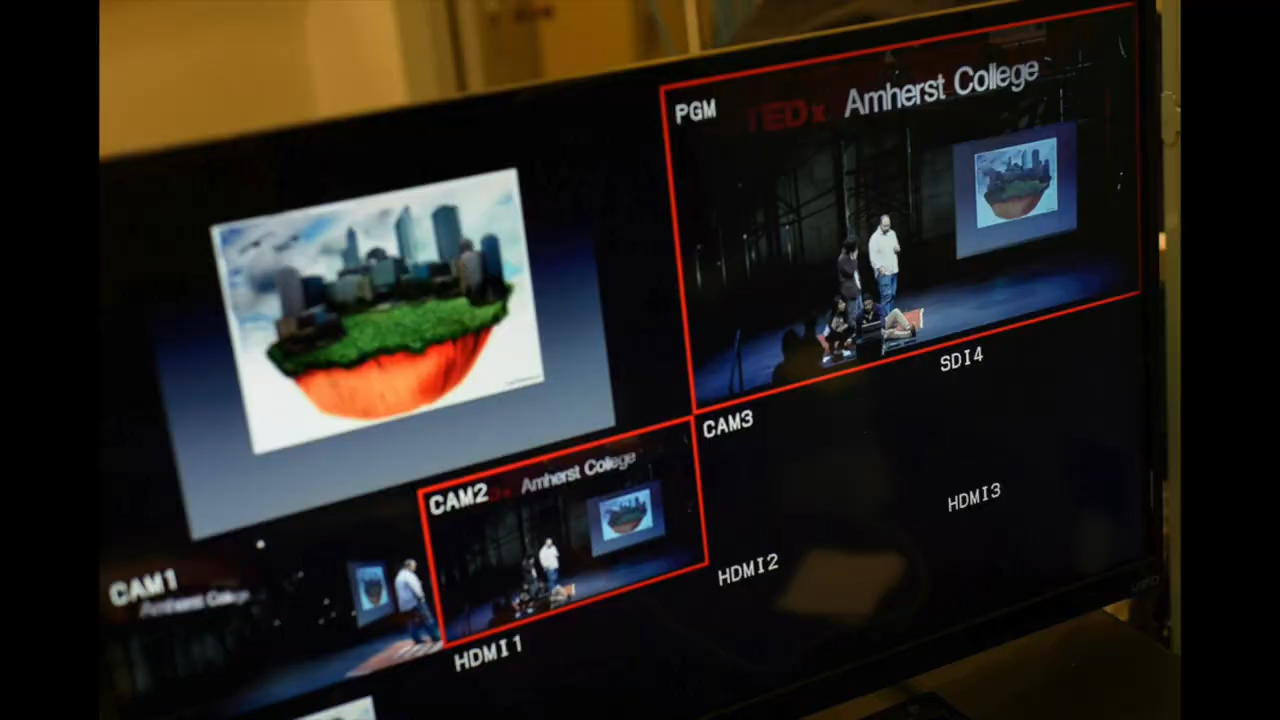 PGM
TEDx Amherst College
SDI4
CAM3
CAM2
Amherst College
HDMI3
HDMI2
CAM1
Amherst College
HDMI1